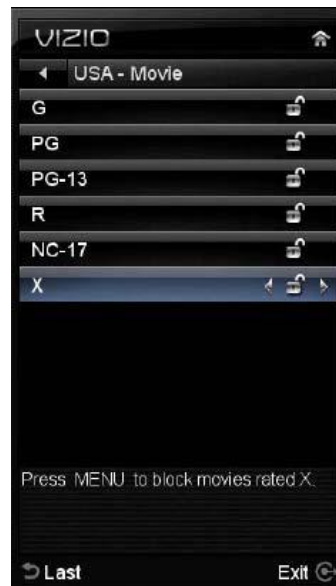 VIZIO
USA - Movie
G
PG
PG-13
R
NC-17
X
Press MENU to block movies rated X.
Last Exit